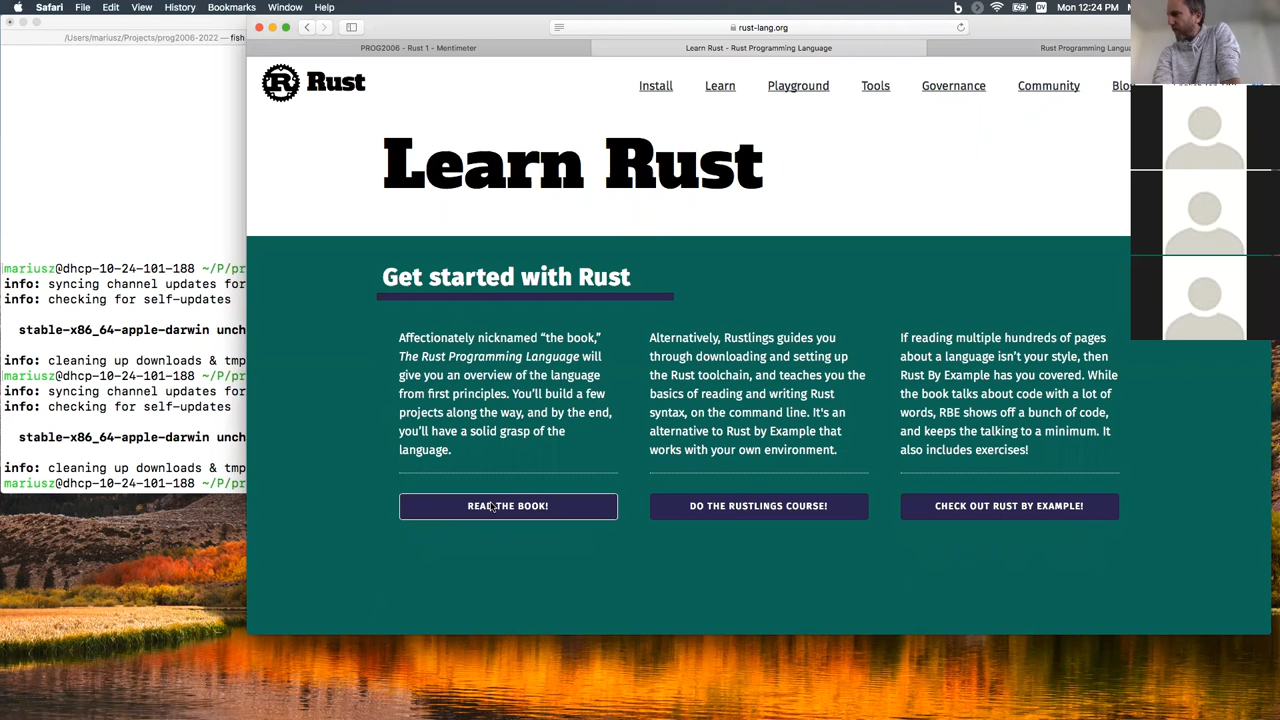 Safari File Edit View History Bookmarks Window Help
DV Mon 12:24 PM
/Users/mariusz/Projects/prog2006-2022 — fish
rust-lang.org
PROG2006 - Rust 1 - Mentimeter
Learn Rust - Rust Programming Language
Rust Programming
Rust
Install Learn Playground Tools Governance Community
Learn Rust
Get started with Rust
Affectionately nicknamed “the book,”
The Rust Programming Language will
give you an overview of the language
from first principles. You’ll build a few
projects along the way, and by the end,
you’ll have a solid grasp of the
language.
READ THE BOOK!
Alternatively, Rustlings guides you
through downloading and setting up
the Rust toolchain, and teaches you the
basics of reading and writing Rust
syntax, on the command line. It's an
alternative to Rust by Example that
works with your own environment.
DO THE RUSTLINGS COURSE!
If reading multiple hundreds of pages
about a language isn’t your style, then
Rust By Example has you covered. While
the book talks about code with a lot of
words, RBE shows off a bunch of code,
and keeps the talking to a minimum. It
also includes exercises!
CHECK OUT RUST BY EXAMPLE!
mariusz@dhcp-10-24-101-188 ~/P/pr
info: syncing channel updates for
info: checking for self-updates
stable-x86_64-apple-darwin unch
info: cleaning up downloads & tmp
mariusz@dhcp-10-24-101-188 ~/P/pr
info: syncing channel updates for
info: checking for self-updates
stable-x86_64-apple-darwin unch
info: cleaning up downloads & tmp
mariusz@dhcp-10-24-101-188 ~/P/pr